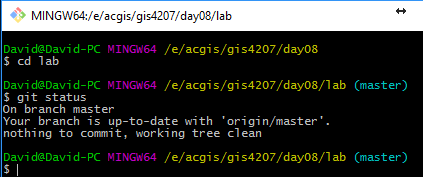 MINGW64:/e/acgis/gis4207/day08/lab
David@David-PC MINGW64 /e/acgis/gis4207/day08
$ cd lab
David@David-PC MINGW64 /e/acgis/gis4207/day08/lab (master)
$ git status
On branch master
Your branch is up-to-date with 'origin/master'.
nothing to commit, working tree clean
David@David-PC MINGW64 /e/acgis/gis4207/day08/lab (master)
$